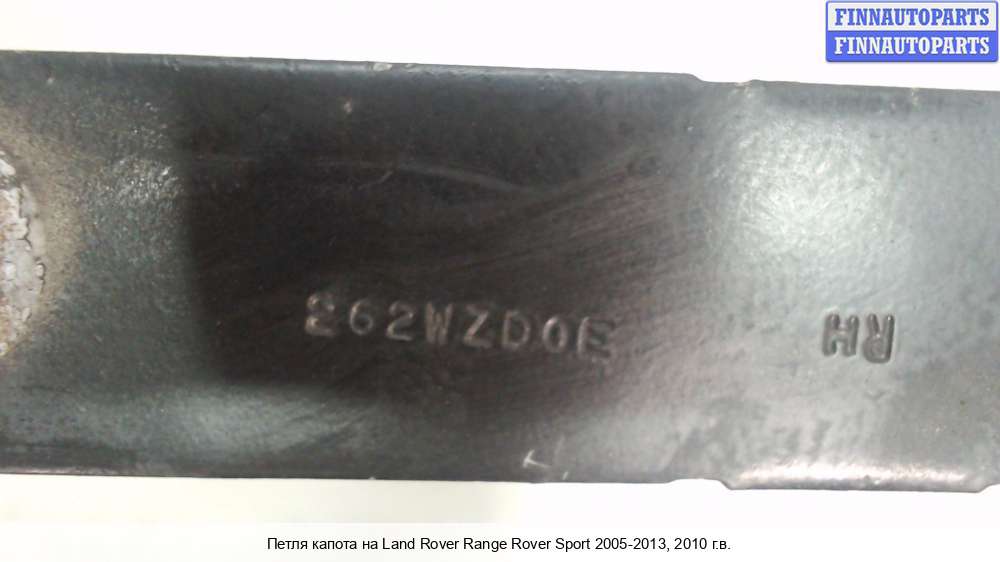 FINNAUTOPARTS
FINNAUTOPARTS
262WZD0E
RH
Петля капота на Land Rover Range Rover Sport 2005-2013, 2010 г.в.